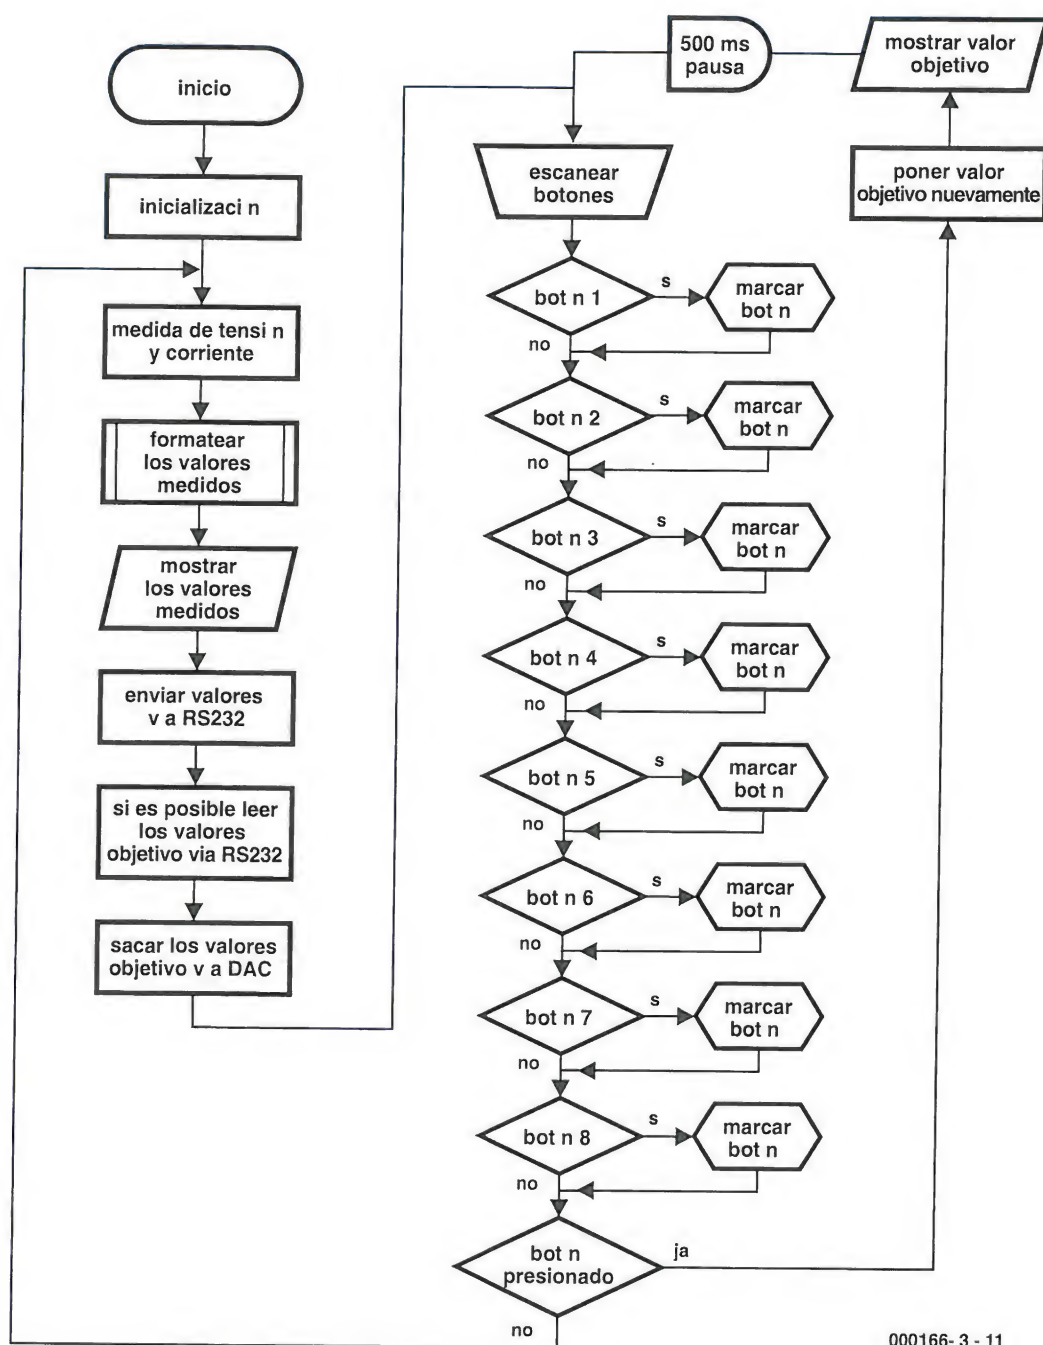 inicio
inicializaci n
medida de tensi n
y corriente
formatear
los valores
medidos
mostrar
los valores
medidos
enviar valores
v a RS232
si es posible leer
los valores
objetivo via RS232
sacar los valores
objetivo v a DAC
500 ms
pausa
mostrar valor
objetivo
poner valor
objetivo nuevamente
escanear
botones
bot n 1
s
marcar
bot n
no
bot n 2
s
marcar
bot n
no
bot n 3
s
marcar
bot n
no
bot n 4
s
marcar
bot n
no
bot n 5
s
marcar
bot n
no
bot n 6
s
marcar
bot n
no
bot n 7
s
marcar
bot n
no
bot n 8
s
marcar
bot n
no
bot n
presionado
ja
no
000166- 3 - 11